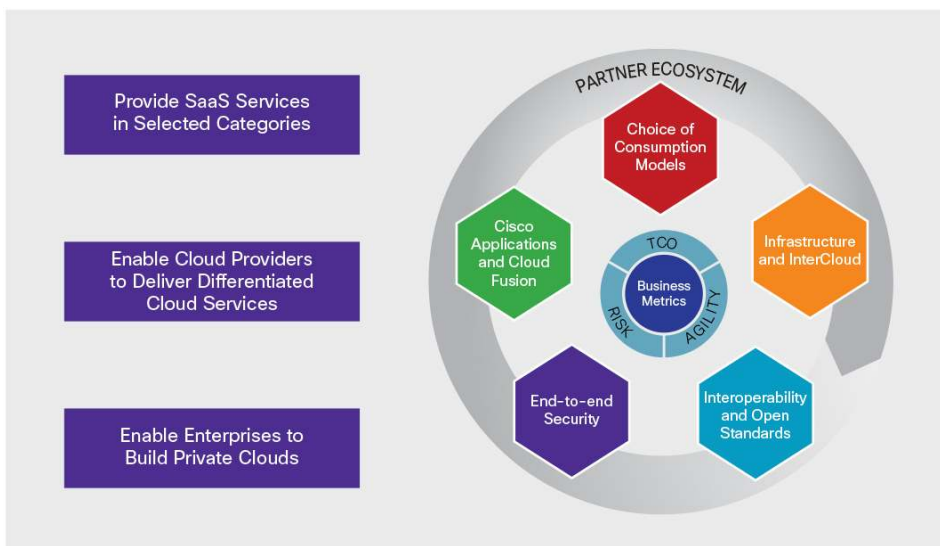 Provide SaaS Services
in Selected Categories
Enable Cloud Providers
to Deliver Differentiated
Cloud Services
Enable Enterprises to
Build Private Clouds
PARTNER ECOSYSTEM
Choice of
Consumption
Models
Cisco
Applications
and Cloud
Fusion
Infrastructure
and InterCloud
TCO
Business
Metrics
RISK
AGILITY
End-to-end
Security
Interoperability
and Open
Standards